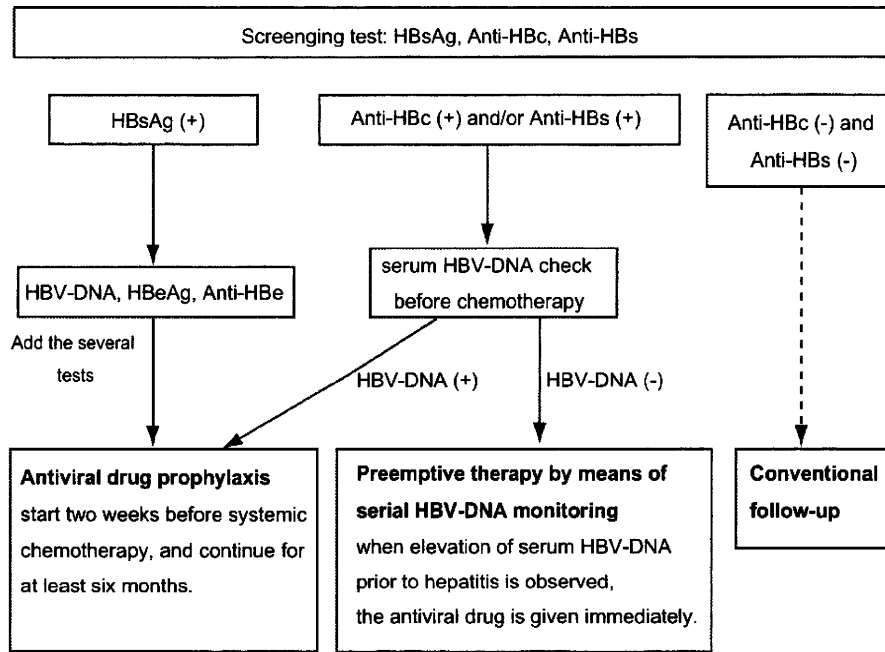 Screenging test: HBsAg, Anti-HBc, Anti-HBs
HBsAg (+)
Anti-HBc (+) and/or Anti-HBs (+)
Anti-HBc (-) and
Anti-HBs (-)
HBV-DNA, HBeAg, Anti-HBe
serum HBV-DNA check
before chemotherapy
Add the several
tests
HBV-DNA (+)
HBV-DNA (-)
Antiviral drug prophylaxis
start two weeks before systemic
chemotherapy, and continue for
at least six months.
Preemptive therapy by means of
serial HBV-DNA monitoring
when elevation of serum HBV-DNA
prior to hepatitis is observed,
the antiviral drug is given immediately.
Conventional
follow-up